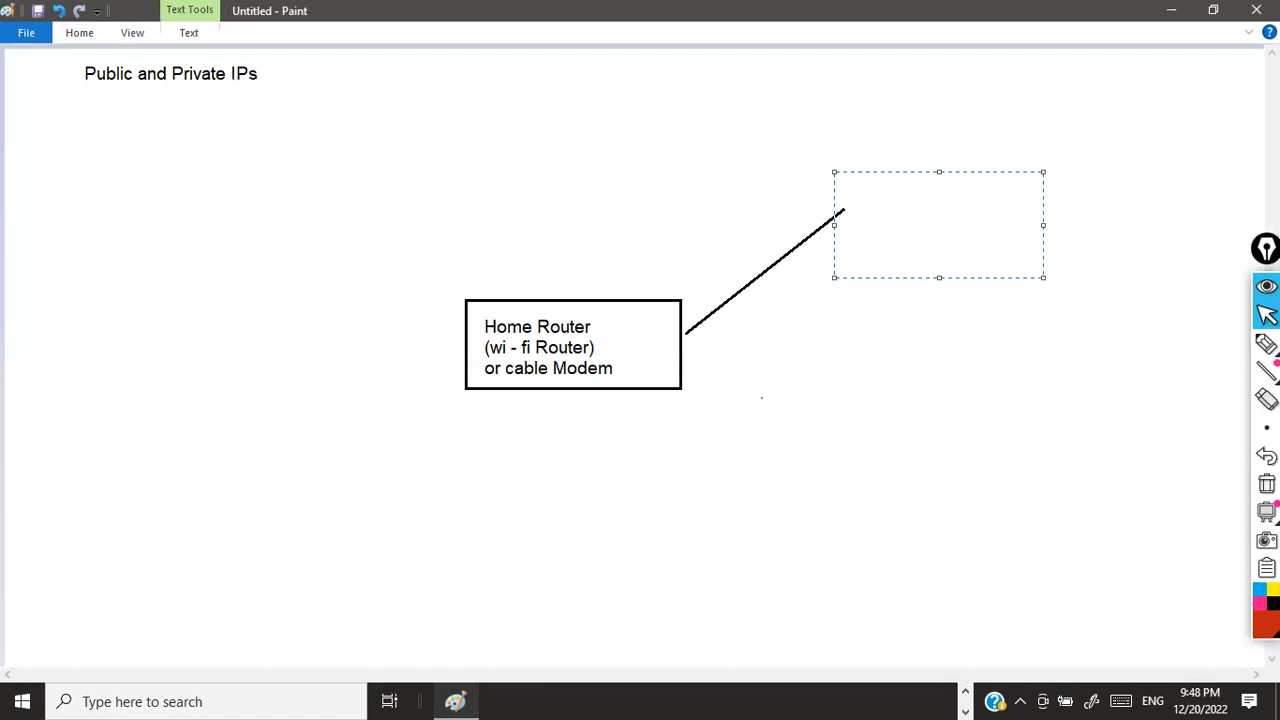 Text Tools
Untitled - Paint
File
Home
View
Text
Public and Private IPs
Home Router
(wi - fi Router)
or cable Modem
Type here to search
ENG
9:48 PM
12/20/2022